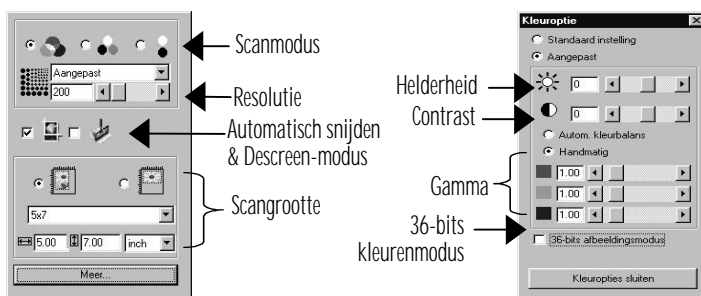 Aangepast
200
5x7
5.00
7.00
inch
Meer...
Scanmodus
Resolutie
Automatisch snijden
& Descreen-modus
Scangrootte
Helderheid
Contrast
Gamma
36-bits
kleurenmodus
Kleuroptie
Standaard instelling
Aangepast
0
0
Autom. kleurbalans
Handmatig
1.00
1.00
1.00
36-bits afbeeldingsmodus
Kleuropties sluiten